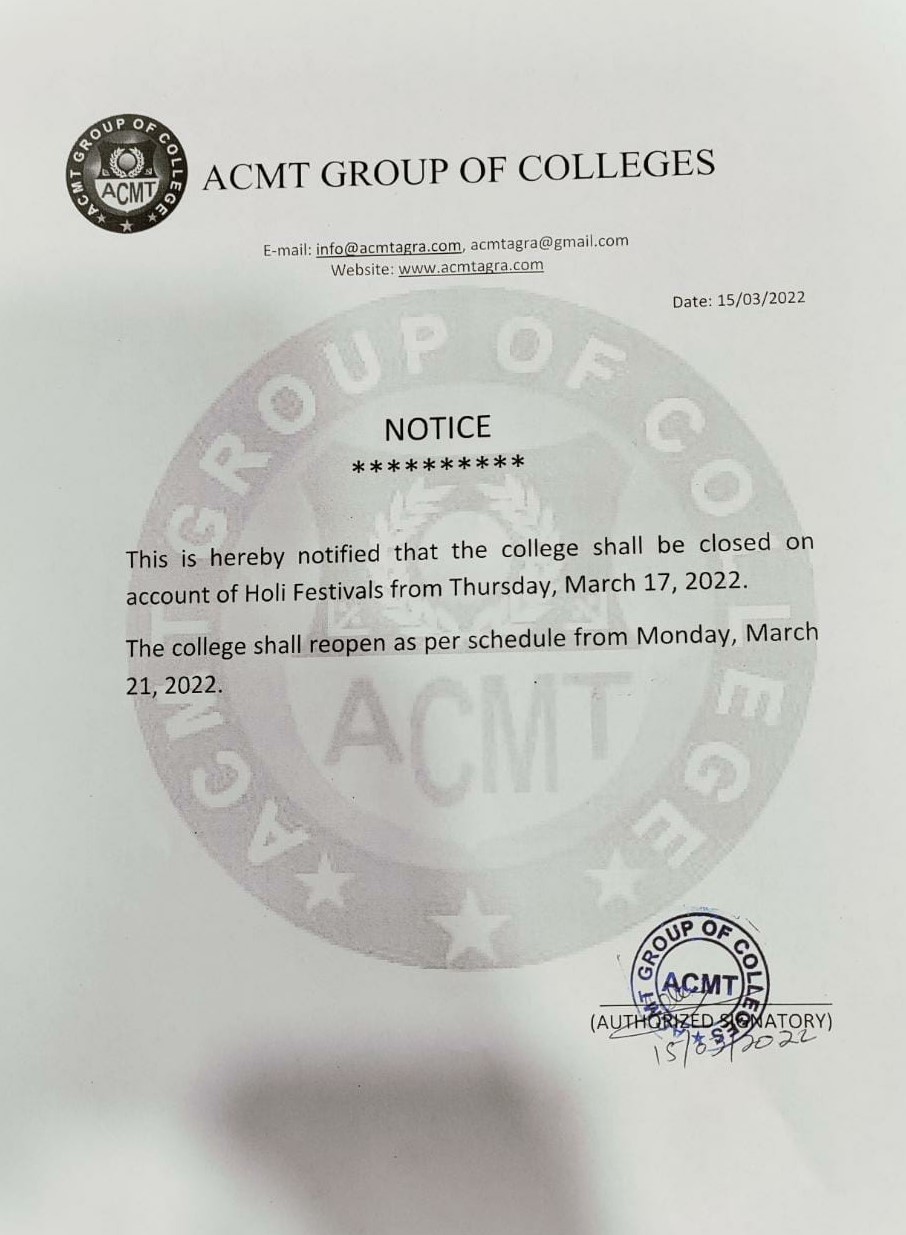 ACMT GROUP OF COLLEGE
ACMT
ACMT GROUP OF COLLEGES
E-mail: info@acmtagra.com, acmtagra@gmail.com
Website: www.acmtagra.com
Date: 15/03/2022
ACMT GROUP OF COLLEGE
NOTICE
**********
This is hereby notified that the college shall be closed on
account of Holi Festivals from Thursday, March 17, 2022.
The college shall reopen as per schedule from Monday, March
21, 2022.
ACMT
ACMT GROUP OF COLLEGES
ACMT
(AUTHORIZED SIGNATORY)
15/03/2022